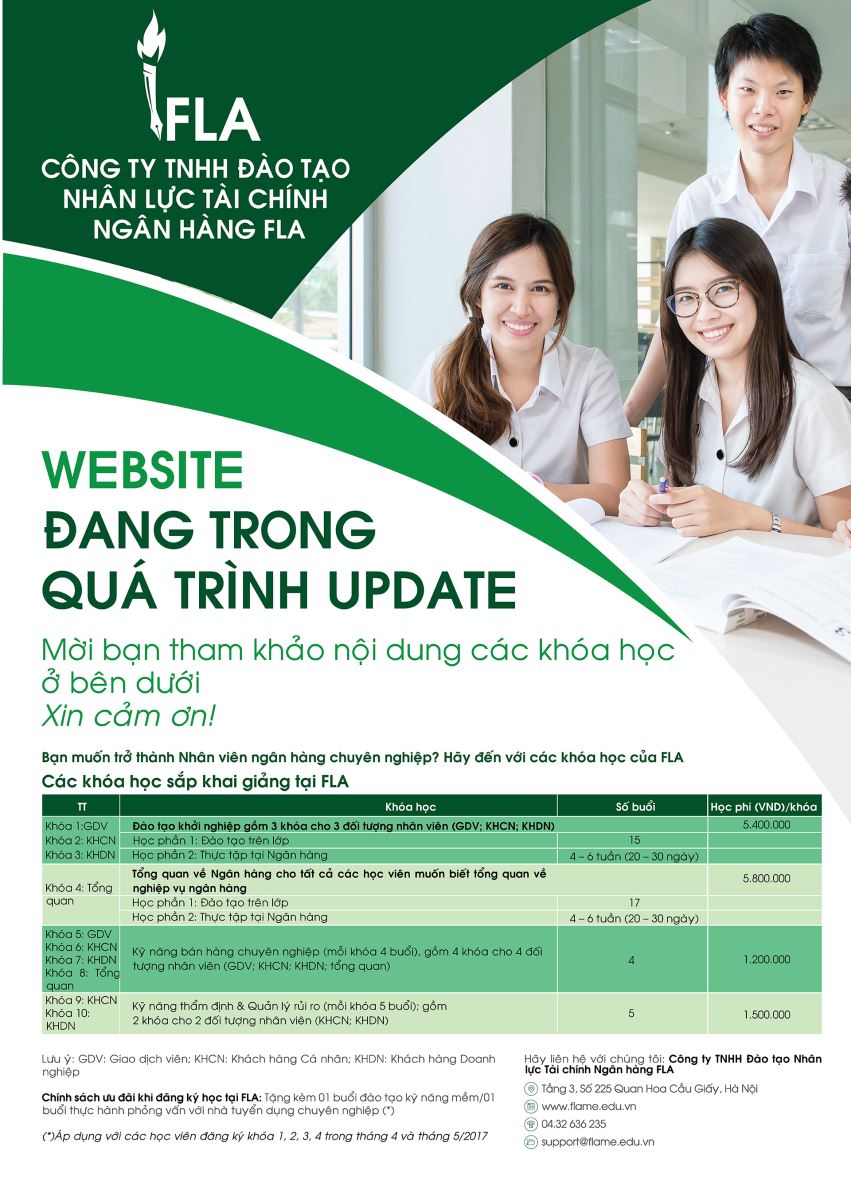 FLA
CÔNG TY TNHH ĐÀO TẠO
NHÂN LỰC TÀI CHÍNH
NGÂN HÀNG FLA
WEBSITE
ĐANG TRONG
QUÁ TRÌNH UPDATE
Mời bạn tham khảo nội dung các khóa học
ở bên dưới
Xin cảm ơn!
Bạn muốn trở thành Nhân viên ngân hàng chuyên nghiệp? Hãy đến với các khóa học của FLA
Các khóa học sắp khai giảng tại FLA
TT Khóa học Số buổi Học phí (VND)/khóa
Khóa 1:GDV Đào tạo khởi nghiệp gồm 3 khóa cho 3 đối tượng nhân viên (GDV; KHCN; KHDN) 5.400.000
Khóa 2: KHCN Học phần 1: Đào tạo trên lớp 15
Khóa 3: KHDN Học phần 2: Thực tập tại Ngân hàng 4 – 6 tuần (20 – 30 ngày)
Khóa 4: Tổng
quan
Tổng quan về Ngân hàng cho tất cả các học viên muốn biết tổng quan về
nghiệp vụ ngân hàng
5.800.000
Học phần 1: Đào tạo trên lớp 17
Học phần 2: Thực tập tại Ngân hàng 4 – 6 tuần (20 – 30 ngày)
Khóa 5: GDV
Khóa 6: KHCN
Khóa 7: KHDN
Khóa 8: Tổng
quan
Kỹ năng bán hàng chuyên nghiệp (mỗi khóa 4 buổi), gồm 4 khóa cho 4 đối
tượng nhân viên (GDV; KHCN; KHDN; tổng quan)
4 1.200.000
Khóa 9: KHCN
Khóa 10:
KHDN
Kỹ năng thẩm định & Quản lý rủi ro (mỗi khóa 5 buổi); gồm
2 khóa cho 2 đối tượng nhân viên (KHCN; KHDN)
5 1.500.000
Lưu ý: GDV: Giao dịch viên; KHCN: Khách hàng Cá nhân; KHDN: Khách hàng Doanh
nghiệp
Chính sách ưu đãi khi đăng ký học tại FLA: Tặng kèm 01 buổi đào tạo kỹ năng mềm/01
buổi thực hành phỏng vấn với nhà tuyển dụng chuyên nghiệp (*)
(*)Áp dụng với các học viên đăng ký khóa 1, 2, 3, 4 trong tháng 4 và tháng 5/2017
Hãy liên hệ với chúng tôi: Công ty TNHH Đào tạo Nhân
lực Tài chính Ngân hàng FLA
Tầng 3, Số 225 Quan Hoa Cầu Giấy, Hà Nội
www.flame.edu.vn
04.32 636 235
support@flame.edu.vn